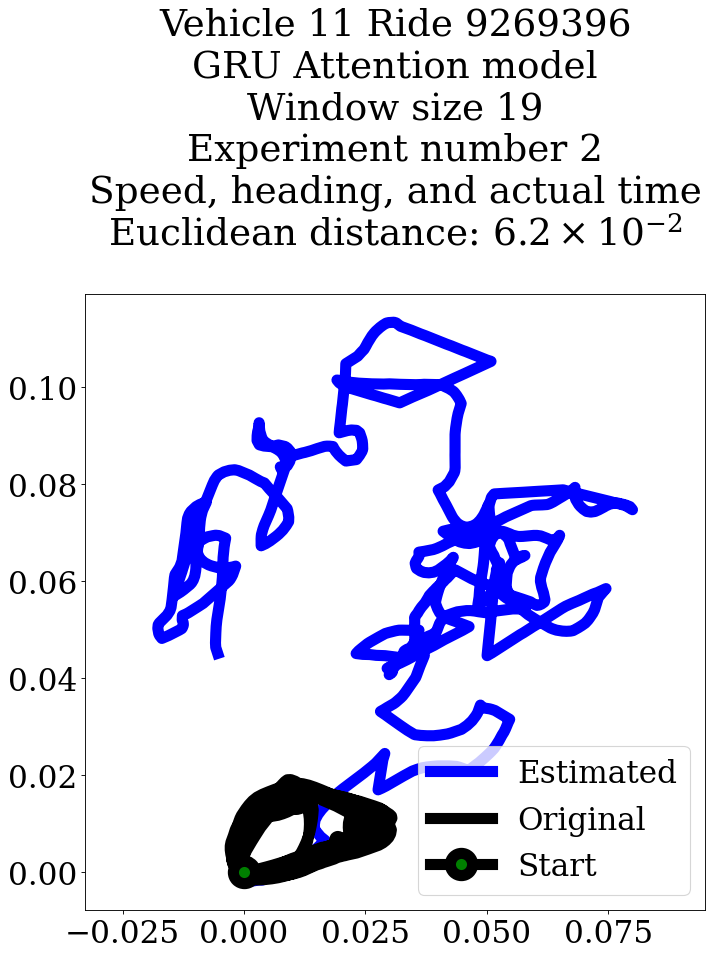 Vehicle 11 Ride 9269396
GRU Attention model
Window size 19
Experiment number 2
Speed, heading, and actual time
Euclidean distance: 6.2 × 10⁻²
0.10
0.08
0.06
0.04
0.02
0.00
Estimated
Original
Start
−0.025 0.000 0.025 0.050 0.075